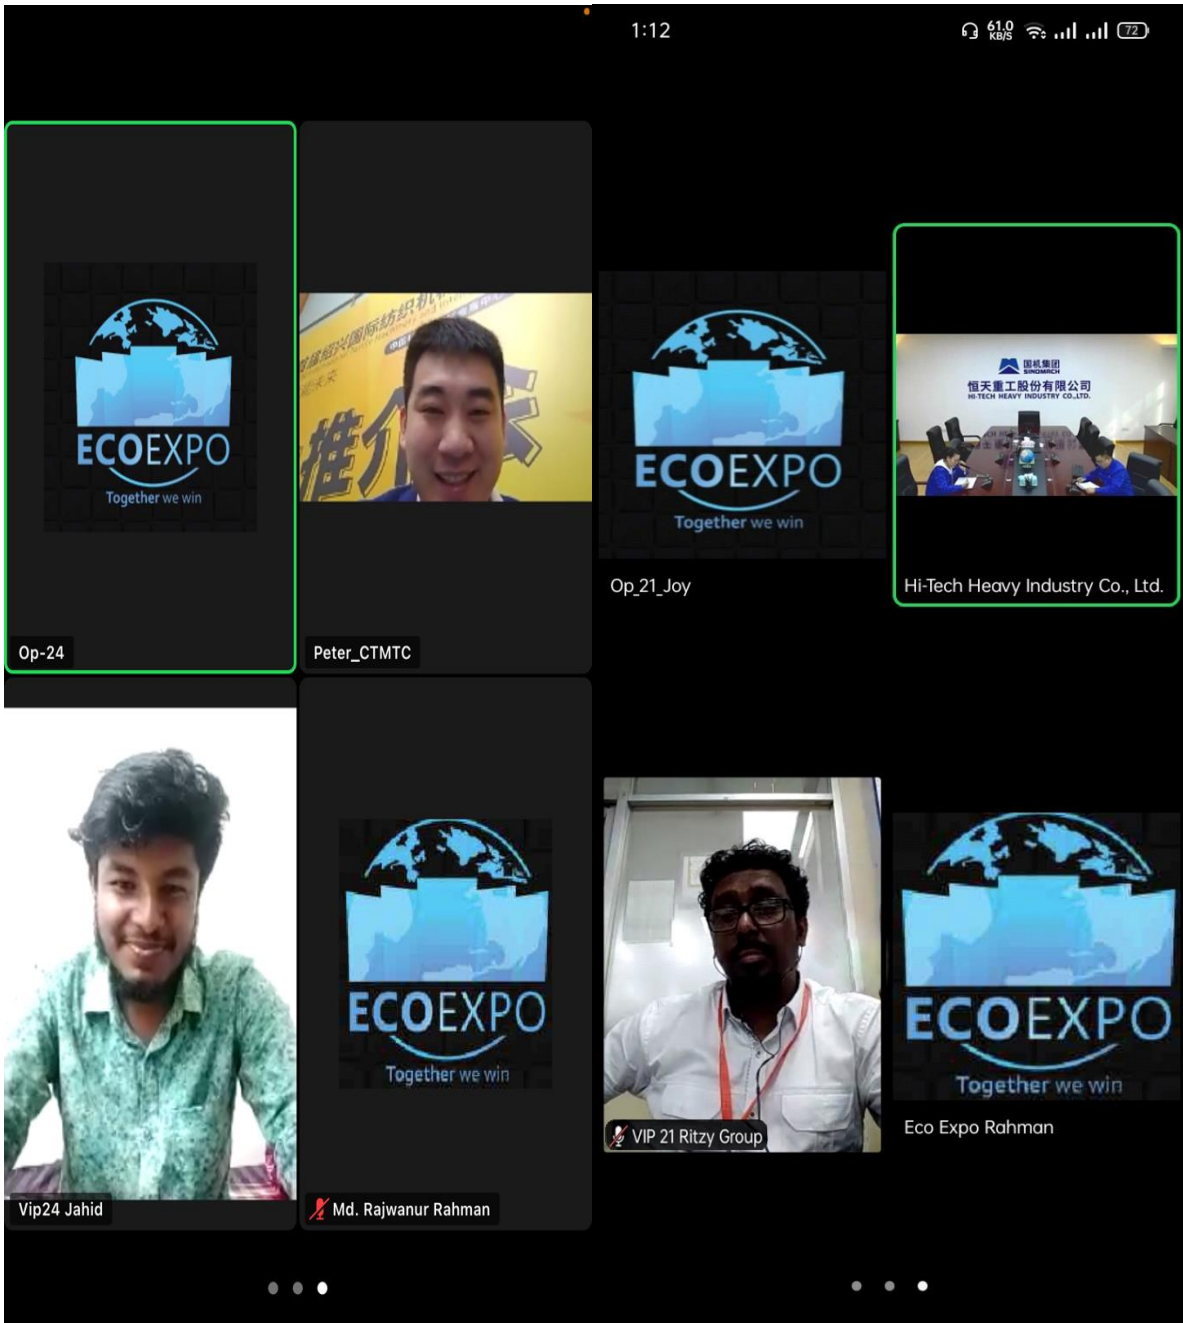 1:12
61.0
KB/S
72
ECOEXPO
Together we win
Op-24
推介
Peter_CTMTC
ECOEXPO
Together we win
Op_21_Joy
国机集团
SINOMACH
恒天重工股份有限公司
HI-TECH HEAVY INDUSTRY CO.,LTD.
Hi-Tech Heavy Industry Co., Ltd.
Vip24 Jahid
ECOEXPO
Together we win
Md. Rajwanur Rahman
VIP 21 Ritzy Group
ECOEXPO
Together we win
Eco Expo Rahman